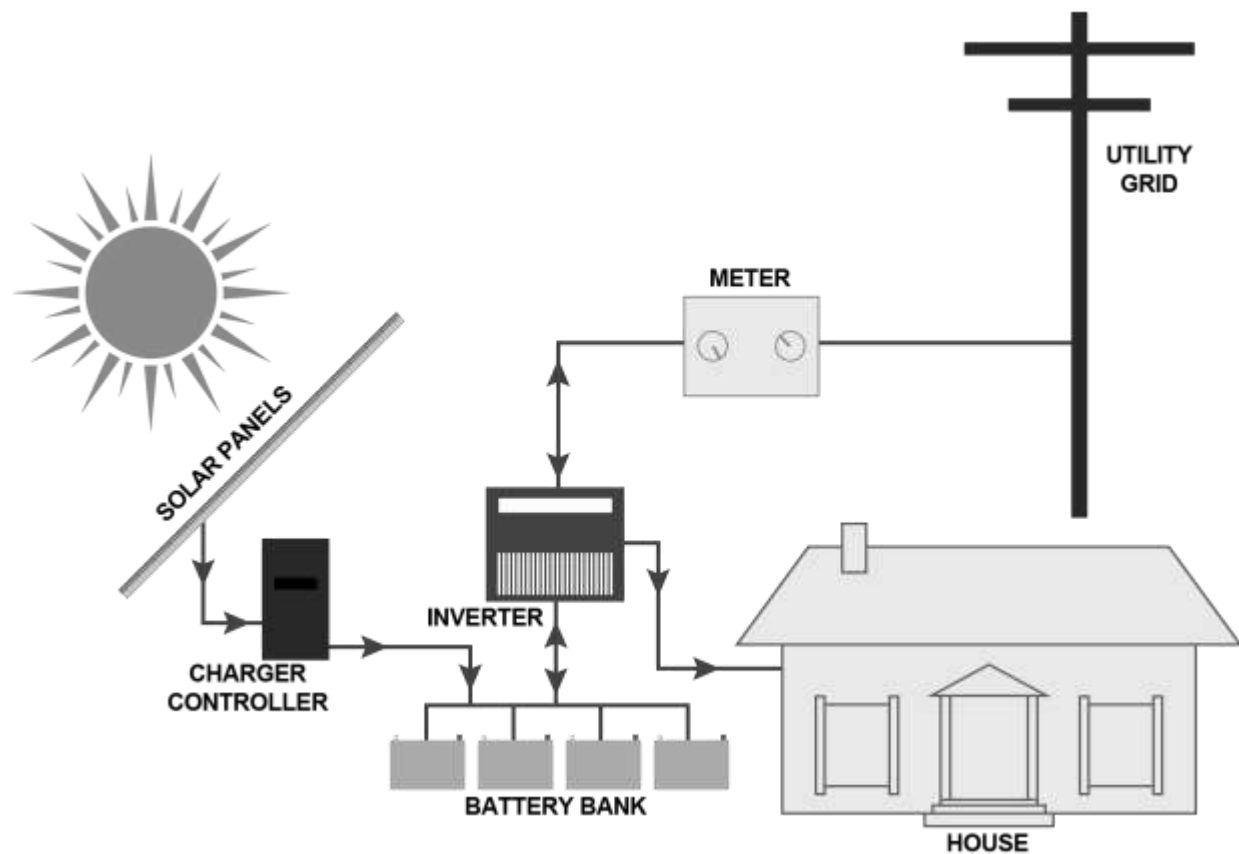 UTILITY
GRID
METER
SOLAR PANELS
INVERTER
CHARGER
CONTROLLER
BATTERY BANK
HOUSE